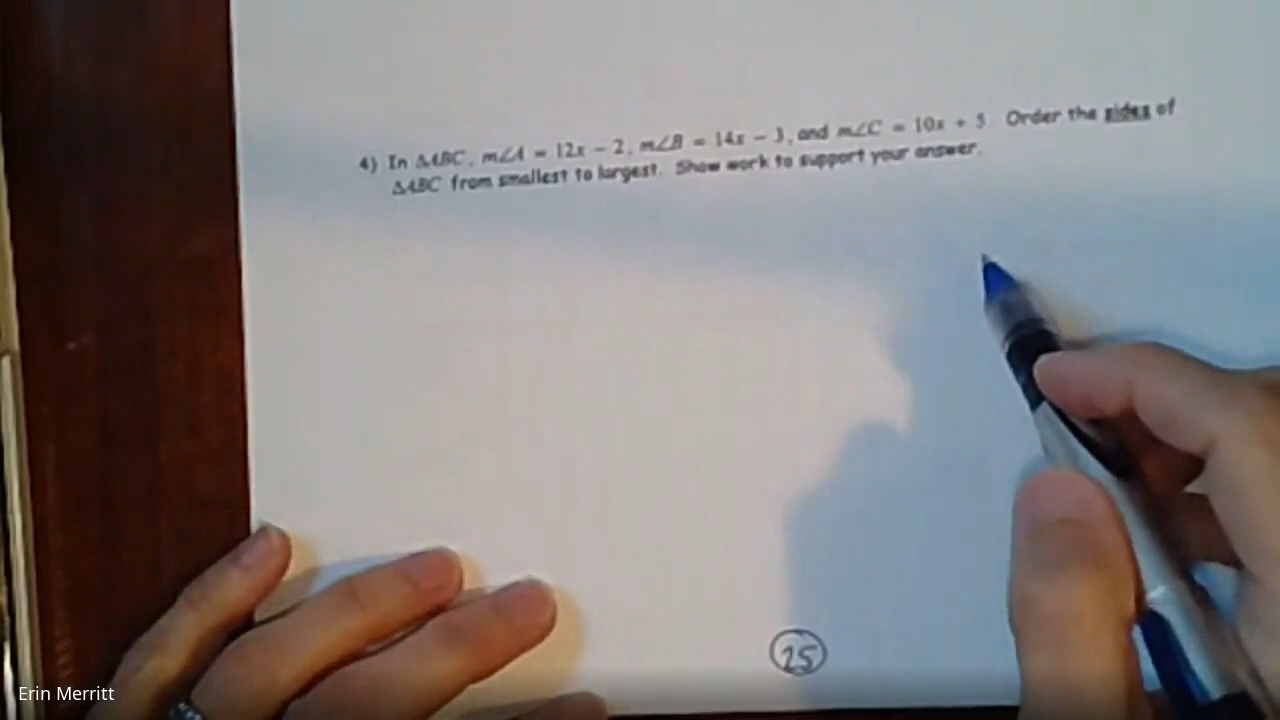 4) In ΔABC, m∠A = 12x − 2, m∠B = 14x − 3, and m∠C = 10x + 5. Order the sides of
ΔABC from smallest to largest. Show work to support your answer.
25
Erin Merritt